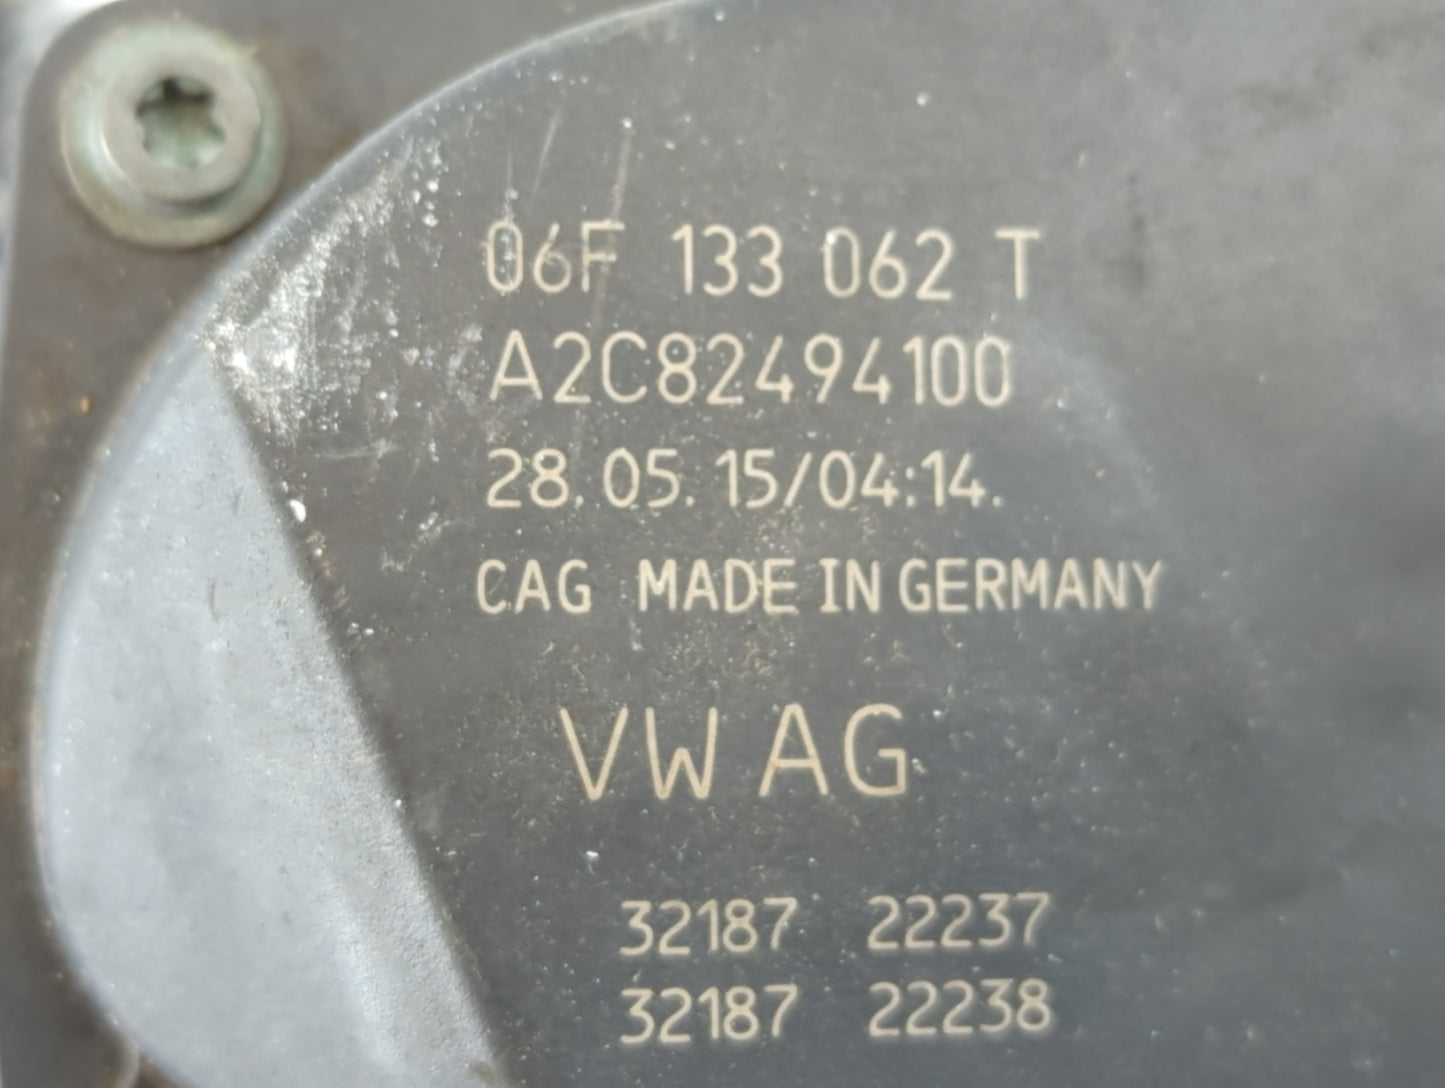 06F 133 062 T
A2C82494100
28.05.15/04:14.
CAG MADE IN GERMANY
VW AG
32187 22237
32187 22238